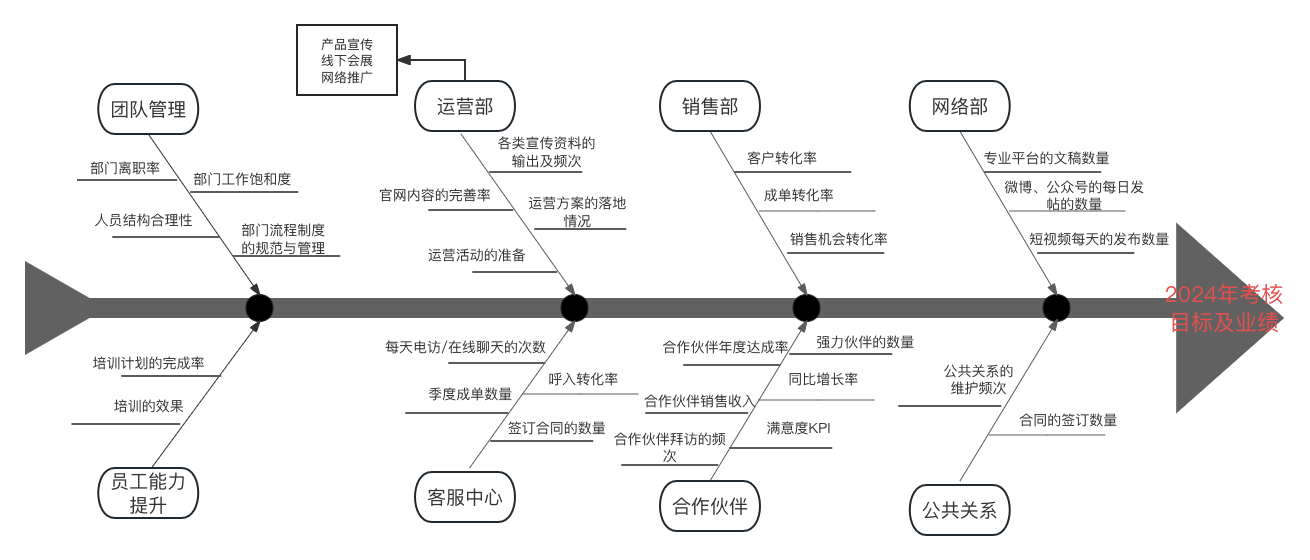 产品宣传
线下会展
网络推广
团队管理
运营部
销售部
网络部
部门离职率
部门工作饱和度
人员结构合理性
部门流程制度
的规范与管理
各类宣传资料的
输出及频次
官网内容的完善率
运营方案的落地
情况
运营活动的准备
客户转化率
成单转化率
销售机会转化率
专业平台的文稿数量
微博、公众号的每日发
帖的数量
短视频每天的发布数量
2024年考核
目标及业绩
培训计划的完成率
培训的效果
每天电访/在线聊天的次数
呼入转化率
季度成单数量
签订合同的数量
合作伙伴年度达成率
强力伙伴的数量
同比增长率
合作伙伴销售收入
满意度KPI
合作伙伴拜访的频
次
公共关系的
维护频次
合同的签订数量
员工能力
提升
客服中心
合作伙伴
公共关系